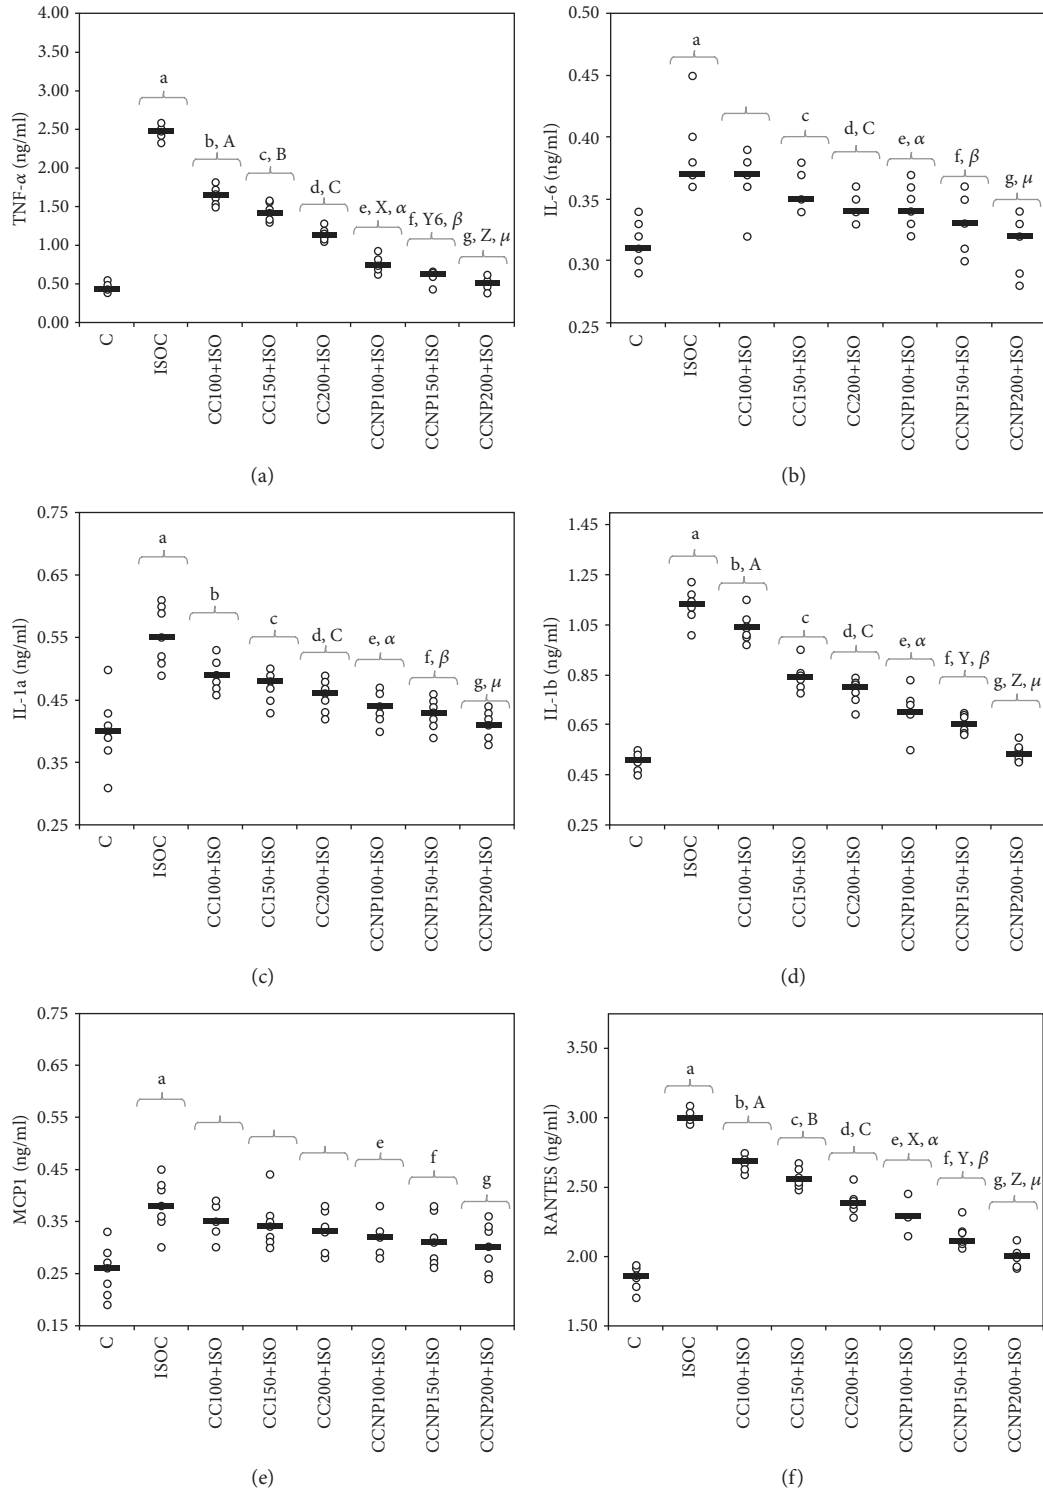 4.00
3.50
3.00
2.50
2.00
1.50
1.00
0.50
0.00
TNF-α (ng/ml)
a
b, A
c, B
d, C
e, X, α
f, Y6, β
g, Z, μ
C
ISOC
CC100+ISO
CC150+ISO
CC200+ISO
CCNP100+ISO
CCNP150+ISO
CCNP200+ISO
(a)
0.50
0.45
0.40
0.35
0.30
0.25
IL-6 (ng/ml)
a
c
d, C
e, α
f, β
g, μ
C
ISOC
CC100+ISO
CC150+ISO
CC200+ISO
CCNP100+ISO
CCNP150+ISO
CCNP200+ISO
(b)
0.75
0.65
0.55
0.45
0.35
0.25
IL-1a (ng/ml)
a
b
c
d, C
e, α
f, β
g, μ
C
ISOC
CC100+ISO
CC150+ISO
CC200+ISO
CCNP100+ISO
CCNP150+ISO
CCNP200+ISO
(c)
1.45
1.25
1.05
0.85
0.65
0.45
0.25
IL-1b (ng/ml)
a
b, A
c
d, C
e, α
f, Y, β
g, Z, μ
C
ISOC
CC100+ISO
CC150+ISO
CC200+ISO
CCNP100+ISO
CCNP150+ISO
CCNP200+ISO
(d)
0.75
0.65
0.55
0.45
0.35
0.25
0.15
MCP1 (ng/ml)
a
e
f
g
C
ISOC
CC100+ISO
CC150+ISO
CC200+ISO
CCNP100+ISO
CCNP150+ISO
CCNP200+ISO
(e)
3.50
3.00
2.50
2.00
1.50
RANTES (ng/ml)
a
b, A
c, B
d, C
e, X, α
f, Y, β
g, Z, μ
C
ISOC
CC100+ISO
CC150+ISO
CC200+ISO
CCNP100+ISO
CCNP150+ISO
CCNP200+ISO
(f)